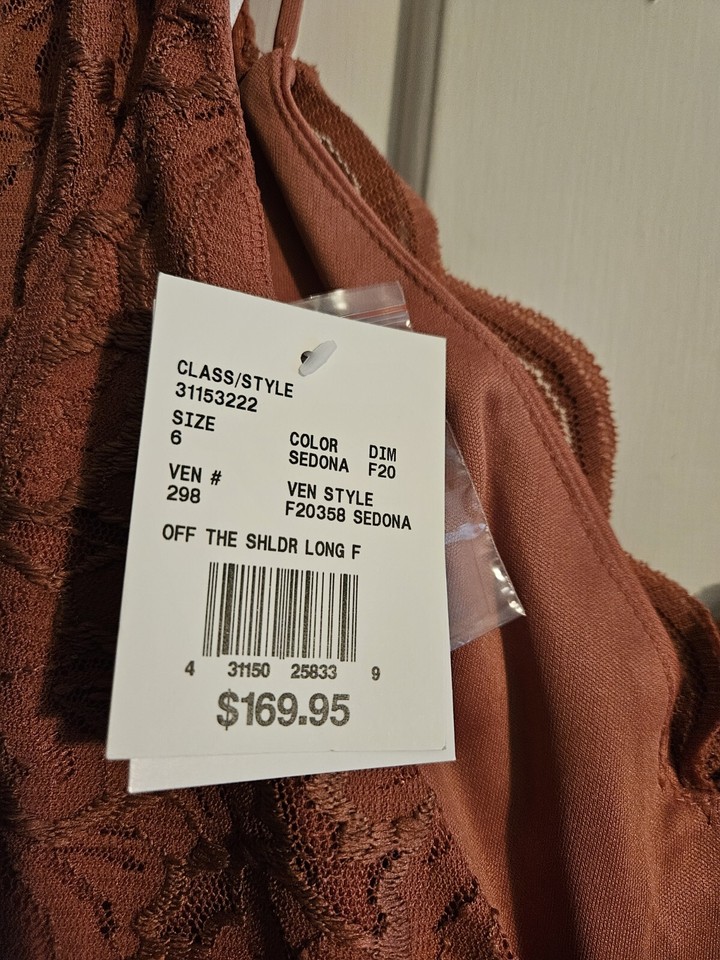 CLASS/STYLE
31153222
SIZE
6
COLOR DIM
SEDONA F20
VEN #
298
VEN STYLE
F20358 SEDONA
OFF THE SHLDR LONG F
4 31150 25833 9
$169.95